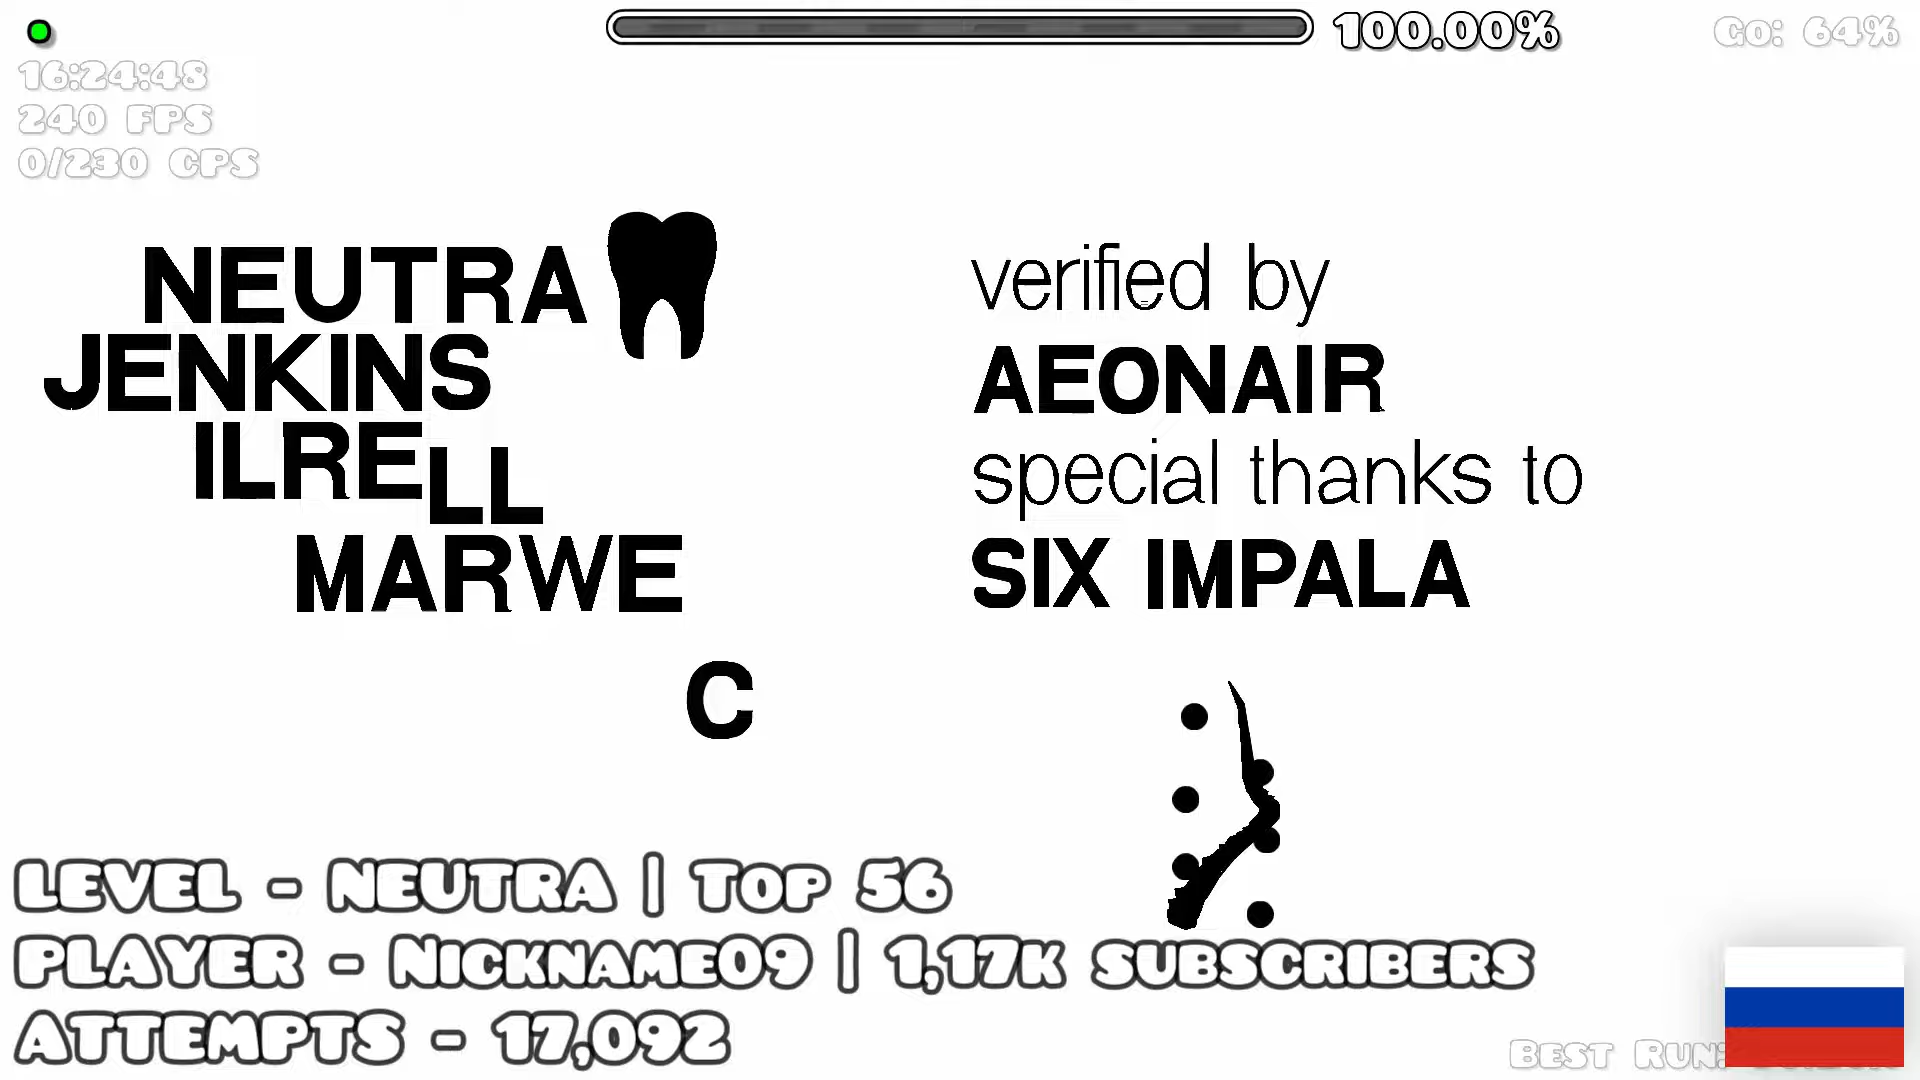 100.00%
Go: 64%
16:24:48
240 FPS
0/230 CPS
NEUTRA
JENKINS
ILRELL
MARWE
C
verified by
AEONAIR
special thanks to
SIX IMPALA
LEVEL - NEUTRA | TOP 56
PLAYER - NICKNAME09 | 1,17K SUBSCRIBERS
ATTEMPTS - 17,092
BEST RUN: